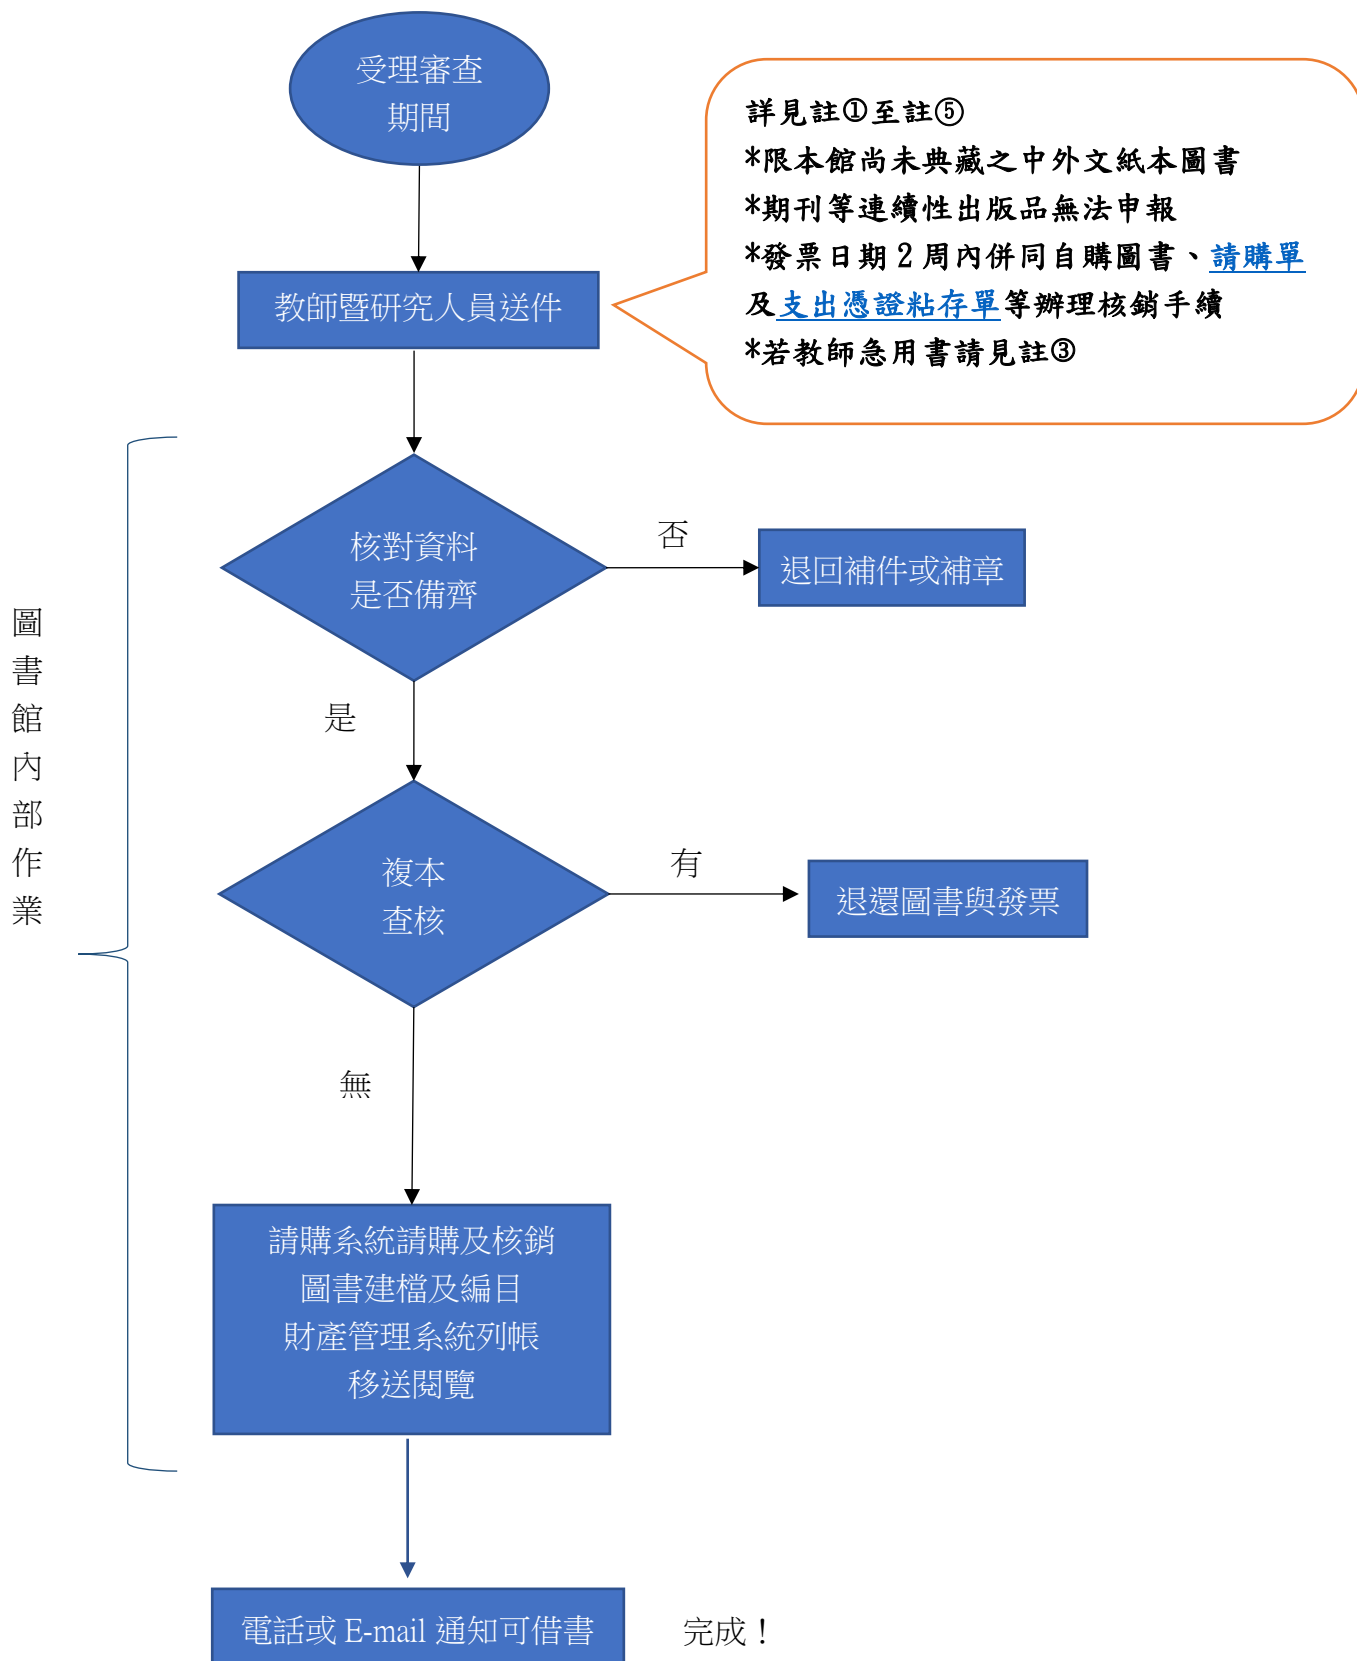 受理審查
期間
詳見註①至註⑤
*限本館尚未典藏之中外文紙本圖書
*期刊等連續性出版品無法申報
*發票日期2周內併同自購圖書、請購單
及支出憑證粘存單等辦理核銷手續
*若教師急用書請見註③
教師暨研究人員送件
核對資料
是否備齊
否
退回補件或補章
是
圖
書
館
內
部
作
業
複本
查核
有
退還圖書與發票
無
請購系統請購及核銷
圖書建檔及編目
財產管理系統列帳
移送閱覽
電話或 E-mail 通知可借書
完成！